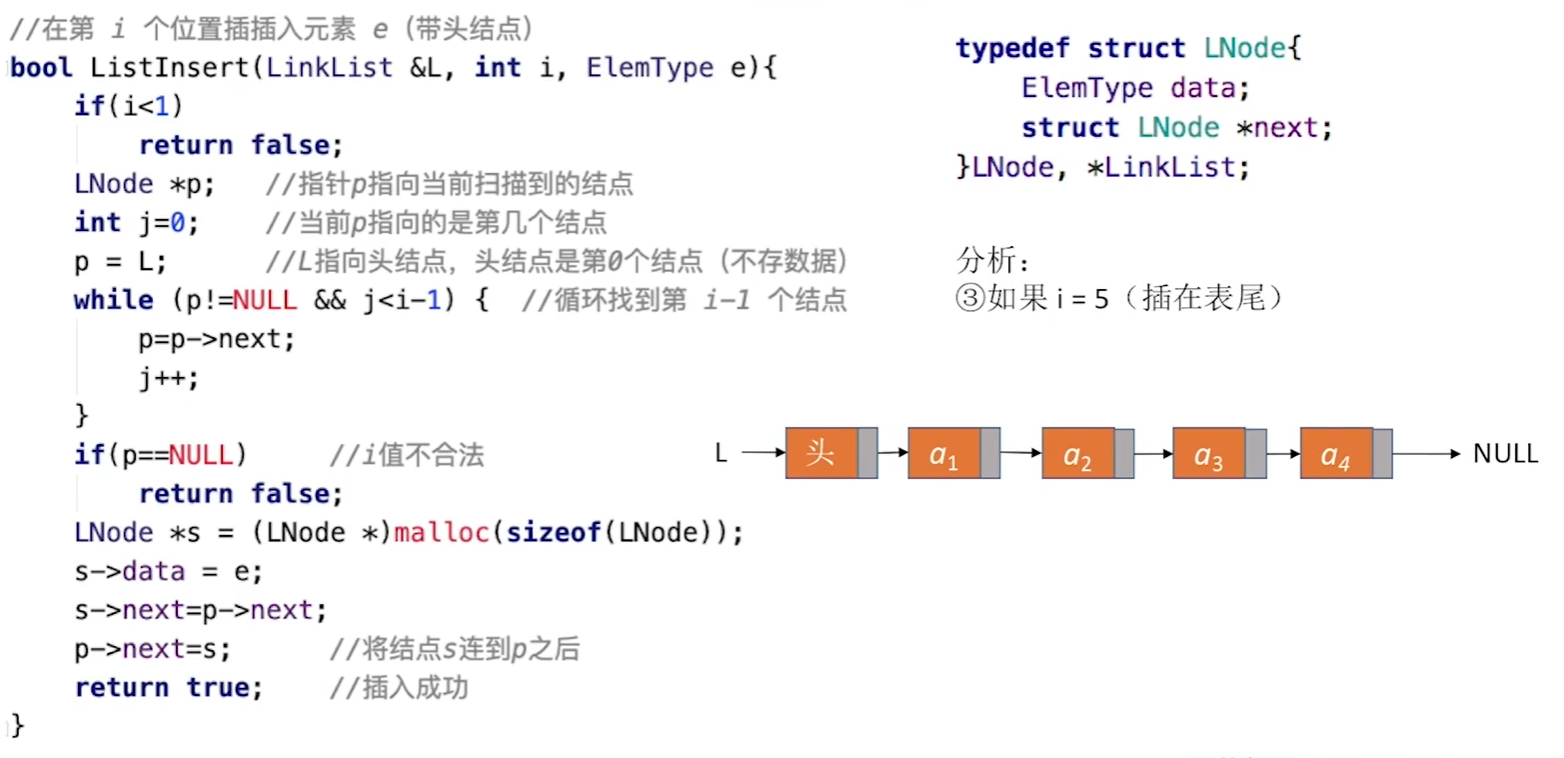 //在第 i 个位置插插入元素 e（带头结点）
bool ListInsert(LinkList &L, int i, ElemType e){
if(i<1)
return false;
LNode *p; //指针p指向当前扫描到的结点
int j=0; //当前p指向的是第几个结点
p = L; //L指向头结点，头结点是第0个结点（不存数据）
while (p!=NULL && j<i-1) { //循环找到第 i-1 个结点
p=p->next;
j++;
}
if(p==NULL) //i值不合法
return false;
LNode *s = (LNode *)malloc(sizeof(LNode));
s->data = e;
s->next=p->next;
p->next=s; //将结点s连到p之后
return true; //插入成功
}
typedef struct LNode{
ElemType data;
struct LNode *next;
}LNode, *LinkList;
分析：
③如果 i = 5（插在表尾）
L 头 a1 a2 a3 a4 NULL